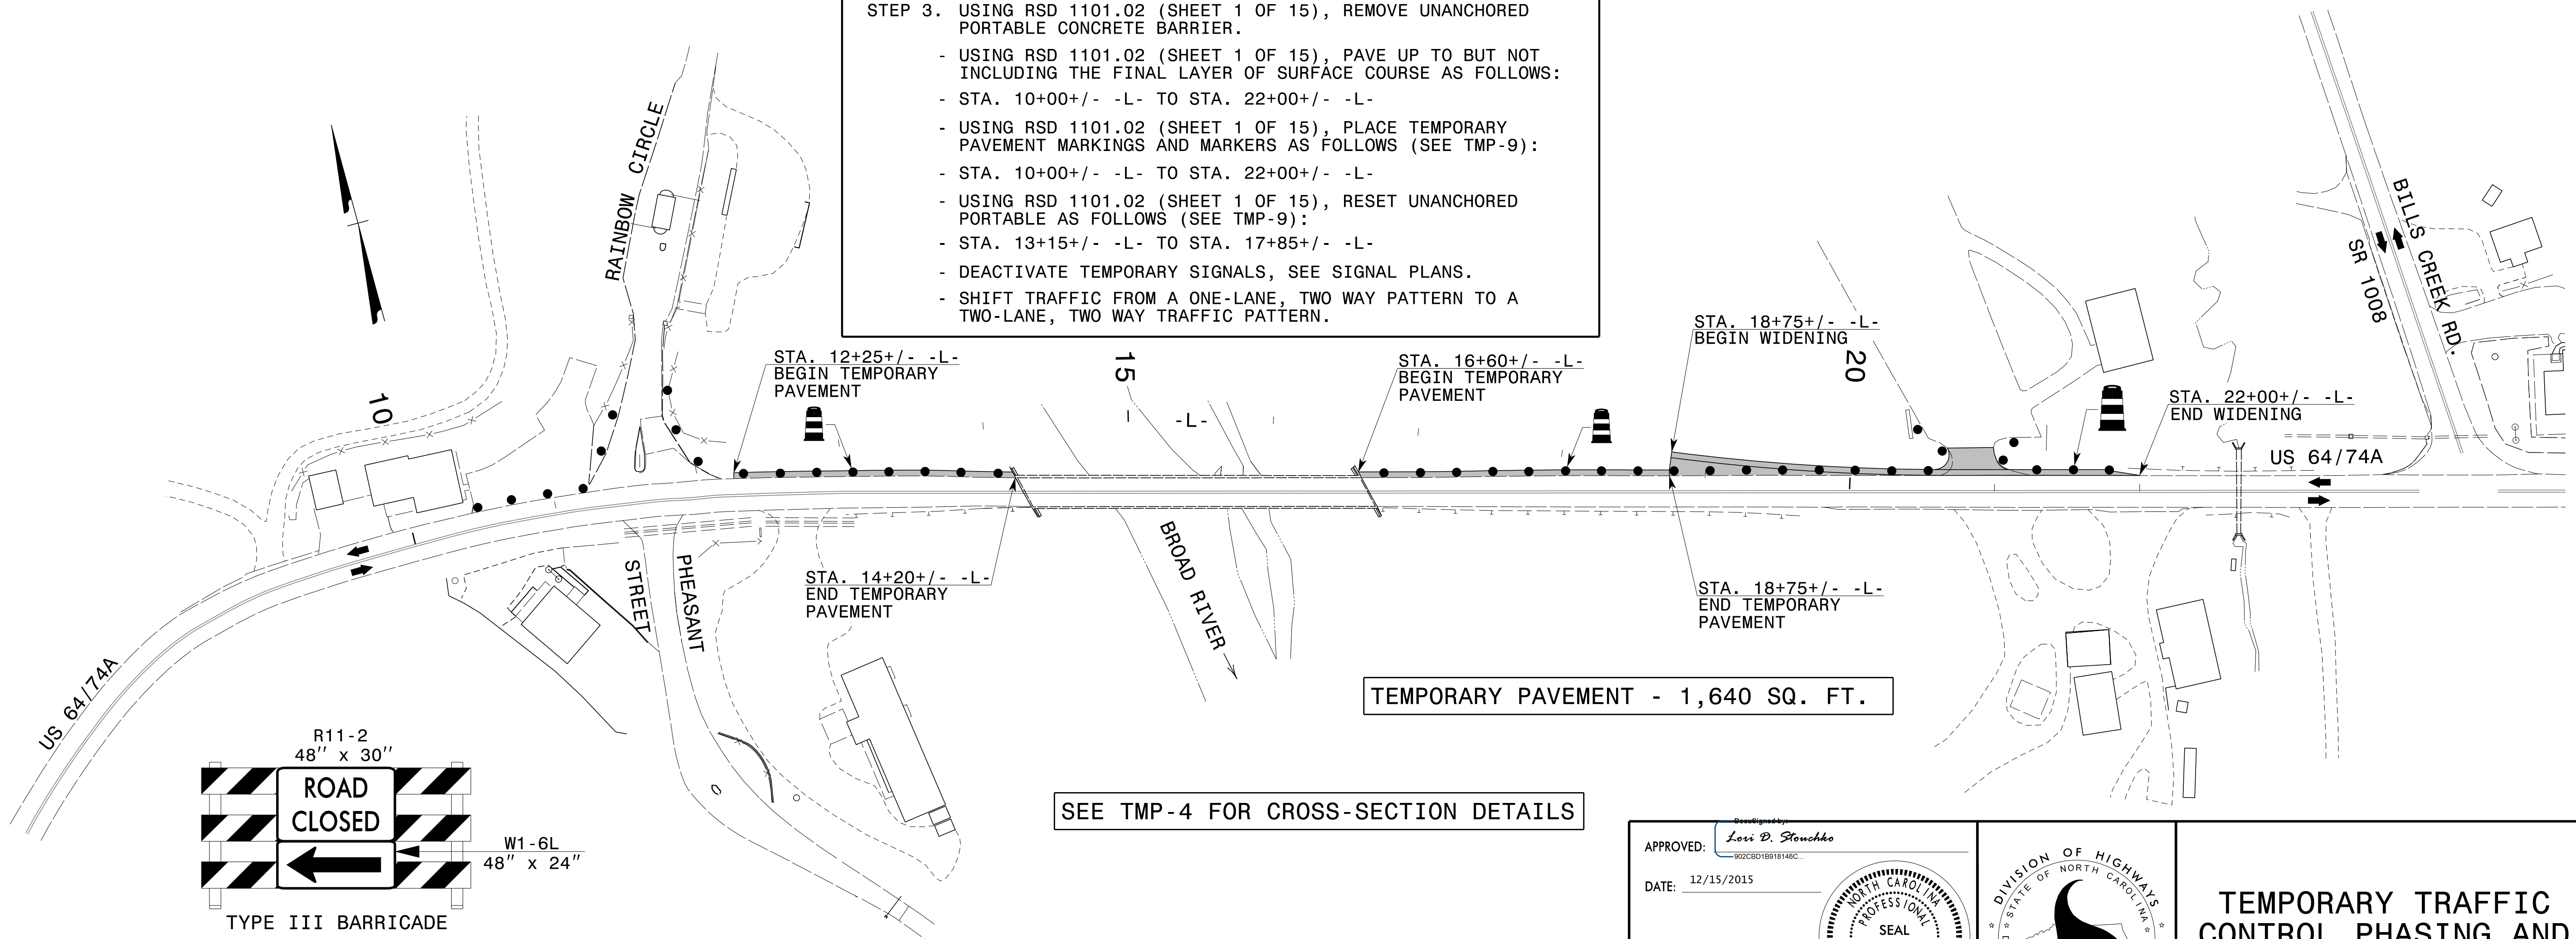 STEP 3. USING RSD 1101.02 (SHEET 1 OF 15), REMOVE UNANCHORED
PORTABLE CONCRETE BARRIER.
- USING RSD 1101.02 (SHEET 1 OF 15), PAVE UP TO BUT NOT
INCLUDING THE FINAL LAYER OF SURFACE COURSE AS FOLLOWS:
- STA. 10+00+/- -L- TO STA. 22+00+/- -L-
- USING RSD 1101.02 (SHEET 1 OF 15), PLACE TEMPORARY
PAVEMENT MARKINGS AND MARKERS AS FOLLOWS (SEE TMP-9):
- STA. 10+00+/- -L- TO STA. 22+00+/- -L-
- USING RSD 1101.02 (SHEET 1 OF 15), RESET UNANCHORED
PORTABLE AS FOLLOWS (SEE TMP-9):
- STA. 13+15+/- -L- TO STA. 17+85+/- -L-
- DEACTIVATE TEMPORARY SIGNALS, SEE SIGNAL PLANS.
- SHIFT TRAFFIC FROM A ONE-LANE, TWO WAY PATTERN TO A
TWO-LANE, TWO WAY TRAFFIC PATTERN.
RAINBOW CIRCLE
BILLS CREEK RD.
SR 1008
10
STA. 12+25+/- -L-
BEGIN TEMPORARY
PAVEMENT
15
-L-
STA. 16+60+/- -L-
BEGIN TEMPORARY
PAVEMENT
STA. 18+75+/- -L-
BEGIN WIDENING
20
STA. 22+00+/- -L-
END WIDENING
US 64/74A
STREET
PHEASANT
STA. 14+20+/- -L-
END TEMPORARY
PAVEMENT
BROAD RIVER
STA. 18+75+/- -L-
END TEMPORARY
PAVEMENT
US 64/74A
TEMPORARY PAVEMENT - 1,640 SQ. FT.
R11-2
48" x 30"
ROAD
CLOSED
W1-6L
48" x 24"
TYPE III BARRICADE
SEE TMP-4 FOR CROSS-SECTION DETAILS
DocuSigned by:
APPROVED: Lori D. Stouchko
902CBD1B918146C...
DATE: 12/15/2015
NORTH CAROLINA
PROFESSIONAL
SEAL
DIVISION OF HIGHWAYS
STATE OF NORTH CAROLINA
TEMPORARY TRAFFIC
CONTROL PHASING AND